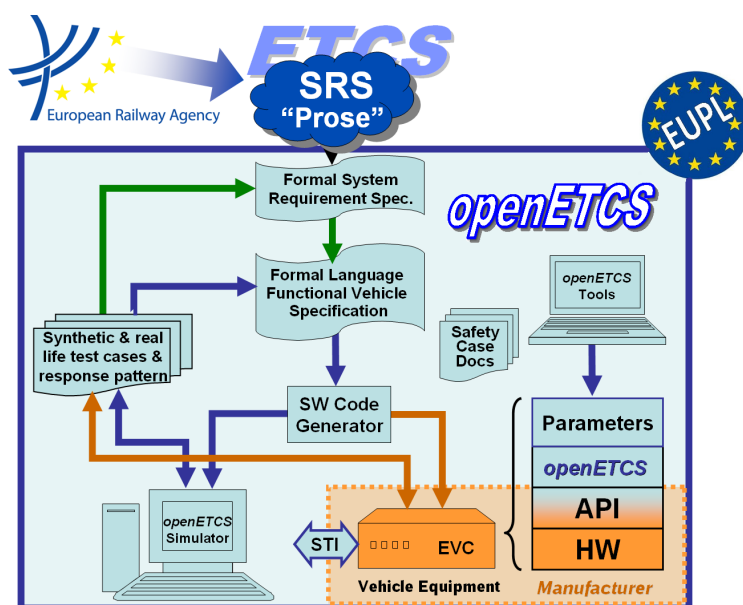 ETCS
SRS
“Prose”
European Railway Agency
EUPL
Formal System
Requirement Spec.
openETCS
Formal Language
Functional Vehicle
Specification
openETCS
Tools
Synthetic & real
life test cases &
response pattern
Safety
Case
Docs
SW Code
Generator
Parameters
openETCS
API
HW
openETCS
Simulator
STI
EVC
Vehicle Equipment
Manufacturer